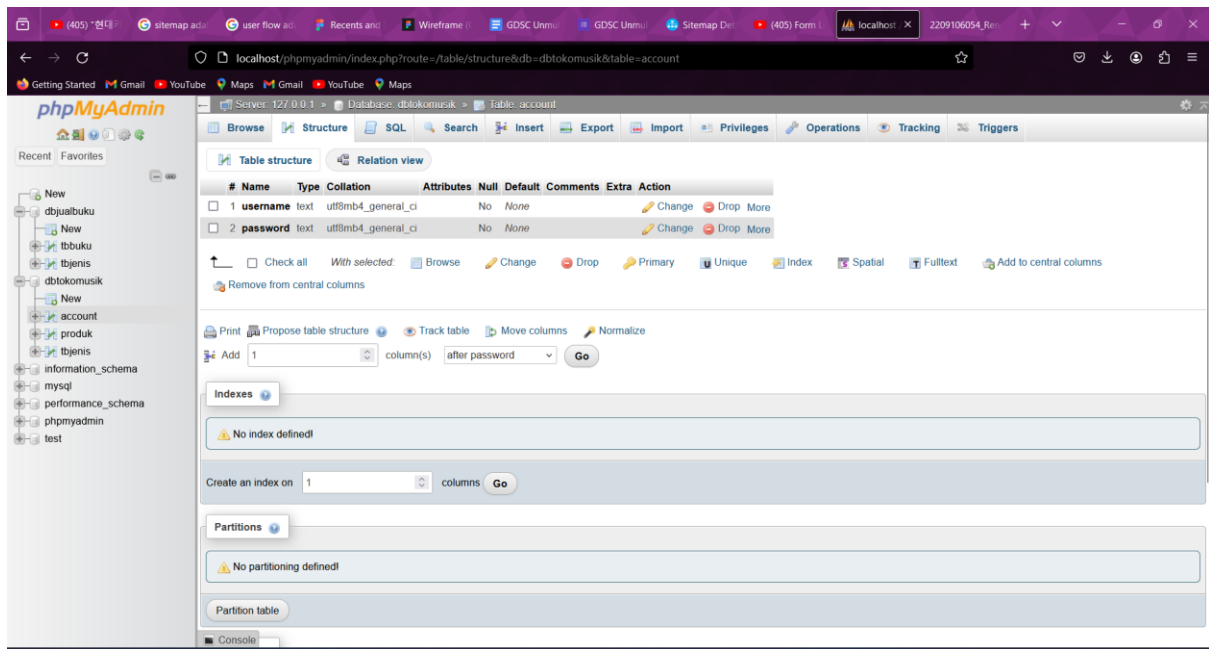 (405) "현대
sitemap ada
user flow ad
Recents and
Wireframe (
GDSC Unmu
GDSC Unmul
Sitemap Det
(405) Form L
localhost
2209106054_Ren
localhost/phpmyadmin/index.php?route=/table/structure&db=dbtokomusik&table=account
Getting Started M Gmail YouTube Maps M Gmail YouTube Maps
phpMyAdmin
Recent Favorites
New
dbjualbuku
New
tbbuku
tbjenis
dbtokomusik
New
account
produk
tbjenis
information_schema
mysql
performance_schema
phpmyadmin
test
Server: 127.0.0.1 » Database: dbtokomusik » Table: account
Browse Structure SQL Search Insert Export Import Privileges Operations Tracking Triggers
Table structure Relation view
# Name Type Collation Attributes Null Default Comments Extra Action
1 username text utf8mb4_general_ci No None Change Drop More
2 password text utf8mb4_general_ci No None Change Drop More
Check all With selected: Browse Change Drop Primary Unique Index Spatial Fulltext Add to central columns
Remove from central columns
Print Propose table structure Track table Move columns Normalize
Add 1 column(s) after password Go
Indexes
No index defined!
Create an index on 1 columns Go
Partitions
No partitioning defined!
Partition table
Console